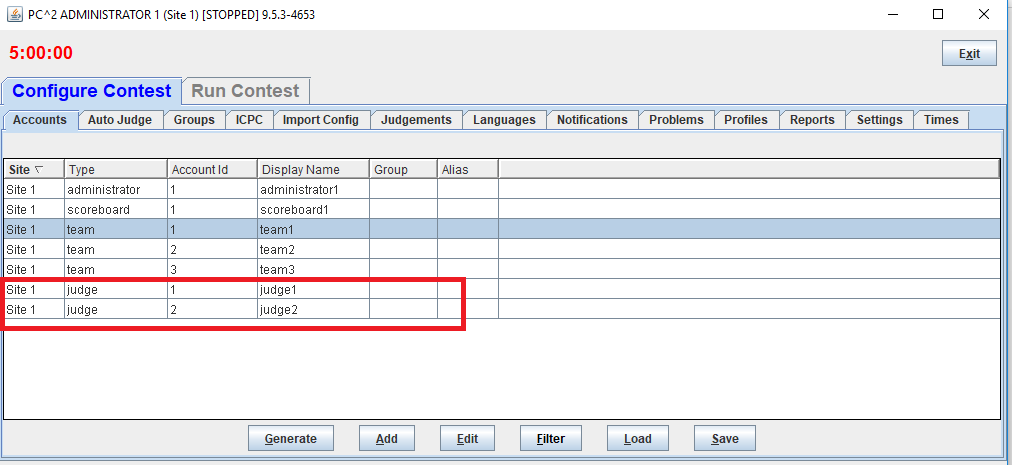 PC^2 ADMINISTRATOR 1 (Site 1) [STOPPED] 9.5.3-4653
5:00:00 Exit
Configure Contest Run Contest
Accounts Auto Judge Groups ICPC Import Config Judgements Languages Notifications Problems Profiles Reports Settings Times
Site Type Account Id Display Name Group Alias
Site 1 administrator 1 administrator1
Site 1 scoreboard 1 scoreboard1
Site 1 team 1 team1
Site 1 team 2 team2
Site 1 team 3 team3
Site 1 judge 1 judge1
Site 1 judge 2 judge2
Generate Add Edit Filter Load Save